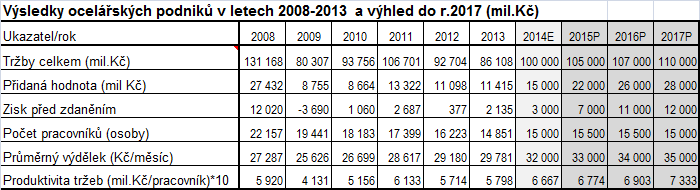 Výsledky ocelářských podniků v letech 2008-2013 a výhled do r.2017 (mil.Kč)
Ukazatel/rok 2008 2009 2010 2011 2012 2013 2014E 2015P 2016P 2017P
Tržby celkem (mil.Kč) 131 168 80 307 93 756 106 701 92 704 86 108 100 000 105 000 107 000 110 000
Přidaná hodnota (mil Kč) 27 432 8 755 8 664 13 322 11 098 11 415 15 000 22 000 26 000 28 000
Zisk před zdaněním 12 020 -3 690 1 060 2 687 377 2 135 3 000 7 000 11 000 12 000
Počet pracovníků (osoby) 22 157 19 441 18 183 17 399 16 223 14 851 15 000 15 500 15 500 15 000
Průměrný výdělek (Kč/měsíc) 27 287 25 626 26 699 28 617 29 180 29 781 32 000 33 000 34 000 35 000
Produktivita tržeb (mil.Kč/pracovník)*10 5 920 4 131 5 156 6 133 5 714 5 798 6 667 6 774 6 903 7 333